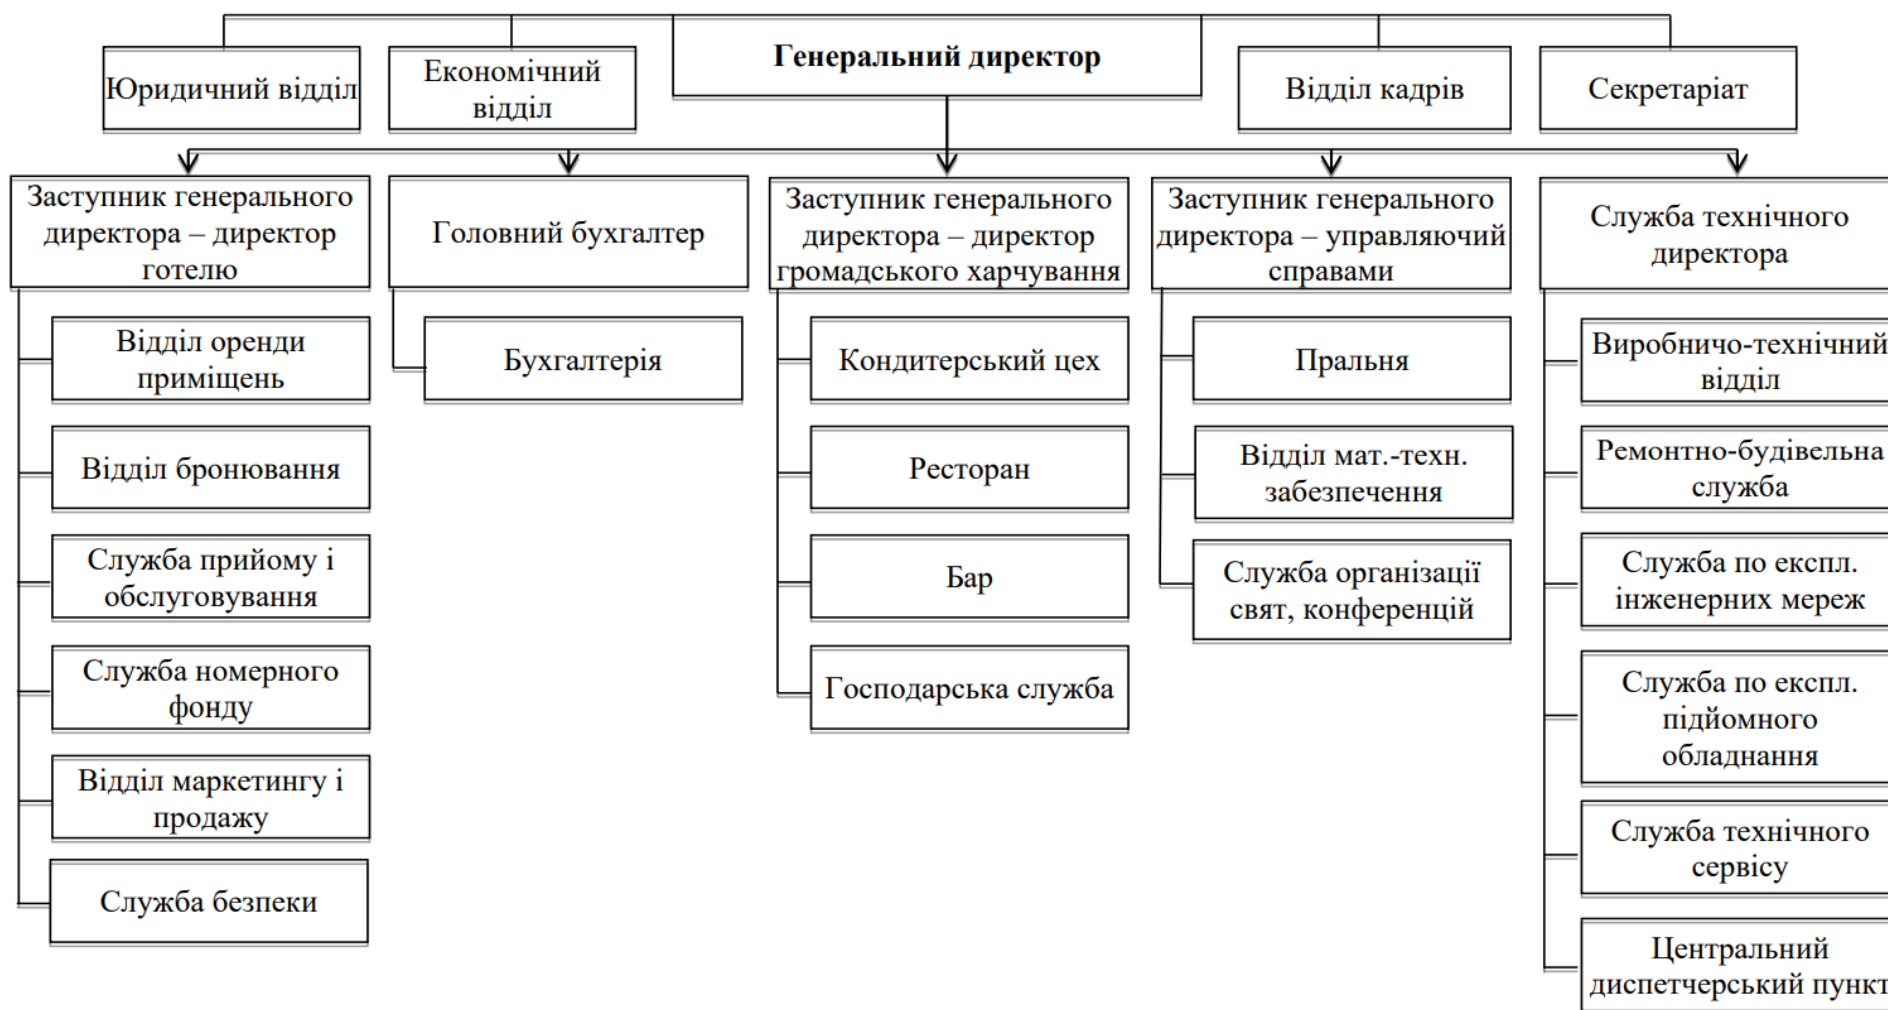 Юридичний відділ
Економічний
відділ
Генеральний директор
Відділ кадрів
Секретаріат
Заступник генерального
директора – директор
готелю
Головний бухгалтер
Заступник генерального
директора – директор
громадського харчування
Заступник генерального
директора – управляючий
справами
Служба технічного
директора
Відділ оренди
приміщень
Відділ бронювання
Служба прийому і
обслуговування
Служба номерного
фонду
Відділ маркетингу і
продажу
Служба безпеки
Бухгалтерія
Кондитерський цех
Ресторан
Бар
Господарська служба
Пральня
Відділ мат.-техн.
забезпечення
Служба організації
свят, конференцій
Виробничо-технічний
відділ
Ремонтно-будівельна
служба
Служба по експл.
інженерних мереж
Служба по експл.
підйомного
обладнання
Служба технічного
сервісу
Центральний
диспетчерський пункт